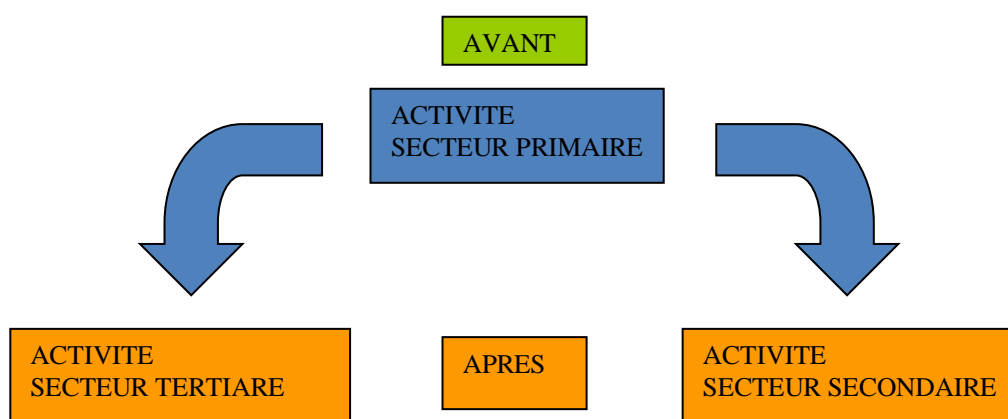 AVANT
ACTIVITE
SECTEUR PRIMAIRE
ACTIVITE
SECTEUR TERTIARE
APRES
ACTIVITE
SECTEUR SECONDAIRE